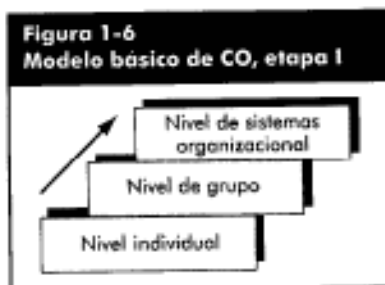 Figura 1-6
Modelo básico de CO, etapa I
Nivel de sistemas
organizacional
Nivel de grupo
Nivel individual